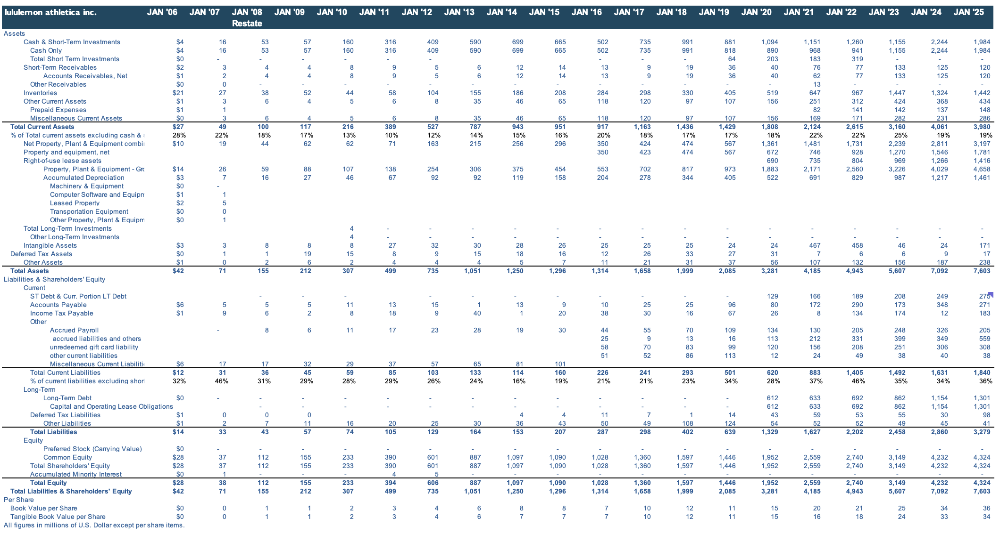 lululemon athletica inc. JAN '06 JAN '07 JAN '08 JAN '09 JAN '10 JAN '11 JAN '12 JAN '13 JAN '14 JAN '15 JAN '16 JAN '17 JAN '18 JAN '19 JAN '20 JAN '21 JAN '22 JAN '23 JAN '24 JAN '25
Restate
Assets
Cash & Short-Term Investments $4 16 53 57 160 316 409 590 699 665 502 735 991 881 1,094 1,151 1,260 1,155 2,244 1,984
Cash Only $4 16 53 57 160 316 409 590 699 665 502 735 991 818 890 968 941 1,155 2,244 1,984
Total Short Term Investments $0 - - - - - - - - - 64 203 183 319 - - -
Short-Term Receivables $2 3 4 4 8 9 5 6 12 14 13 9 19 36 40 76 77 133 125 120
Accounts Receivables, Net $1 2 4 4 8 9 5 6 12 14 13 9 19 36 40 62 77 133 125 120
Other Receivables $0 0 - - - - - - - - - - - - - 13 - - - -
Inventories $21 27 38 52 44 58 104 155 186 208 284 298 330 405 519 647 967 1,447 1,324 1,442
Other Current Assets $1 3 6 4 5 6 8 35 46 65 118 120 97 107 156 251 312 424 368 434
Prepaid Expenses $1 1 82 141 142 137 148
Miscellaneous Current Assets $0 3 6 4 5 6 8 35 46 65 118 120 97 107 156 169 171 282 231 286
Total Current Assets $27 49 100 117 216 389 527 787 943 951 917 1,163 1,436 1,429 1,808 2,124 2,615 3,160 4,061 3,980
% of Total current assets excluding cash & s 28% 22% 18% 17% 13% 10% 12% 14% 15% 16% 20% 18% 17% 17% 18% 22% 22% 25% 19% 19%
Net Property, Plant & Equipment combi $10 19 44 62 62 71 163 215 256 296 350 424 474 567 1,361 1,481 1,731 2,239 2,811 3,197
Property and equipment, net 350 423 474 567 672 746 928 1,270 1,546 1,781
Right-of-use lease assets 690 735 804 969 1,266 1,416
Property, Plant & Equipment - Gro $14 26 59 88 107 138 254 306 375 454 553 702 817 973 1,883 2,171 2,560 3,226 4,029 4,658
Accumulated Depreciation $3 7 16 27 46 67 92 92 119 158 204 278 344 405 522 691 829 987 1,217 1,461
Machinery & Equipment $0 -
Computer Software and Equipm $1 1
Leased Property $2 5
Transportation Equipment $0 0
Other Property, Plant & Equipm $0 1
Total Long-Term Investments 4 - - - - - - - - - - - - - - -
Other Long-Term Investments 4 - - - - - - - - - - - - - - -
Intangible Assets $3 3 8 8 8 27 32 30 28 26 25 25 25 24 24 467 458 46 24 171
Deferred Tax Assets $0 1 1 19 15 8 9 15 18 16 12 26 33 27 31 7 6 6 9 17
Other Assets $1 0 2 6 2 4 4 4 5 7 11 21 31 37 56 107 132 156 187 238
Total Assets $42 71 155 212 307 499 735 1,051 1,250 1,296 1,314 1,658 1,999 2,085 3,281 4,185 4,943 5,607 7,092 7,603
Liabilities & Shareholders' Equity
Current
ST Debt & Curr. Portion LT Debt - - - - - - - - - - - 129 166 189 208 249 275
Accounts Payable $6 5 5 5 11 13 15 1 13 9 10 25 25 96 80 172 290 173 348 271
Income Tax Payable $1 9 6 2 8 18 9 40 1 20 38 30 16 67 26 8 134 174 12 183
Other
Accrued Payroll - 8 6 11 17 23 28 19 30 44 55 70 109 134 130 205 248 326 205
accrued liabilities and others 25 9 13 16 113 212 331 399 349 559
unredeemed gift card liability 58 70 83 99 120 156 208 251 306 308
other current liabilities 51 52 86 113 12 24 49 38 40 38
Miscellaneous Current Liabiliti $6 17 17 32 29 37 57 65 81 101
Total Current Liabilities $12 31 36 45 59 85 103 133 114 160 226 241 293 501 620 883 1,405 1,492 1,631 1,840
% of current liabilities excluding short 32% 46% 31% 29% 28% 29% 26% 24% 16% 19% 21% 21% 23% 34% 28% 37% 46% 35% 34% 36%
Long-Term
Long-Term Debt $0 - - - - - - - - - - - - - 612 633 692 862 1,154 1,301
Capital and Operating Lease Obligations - - - - - - - - - - - - 612 633 692 862 1,154 1,301
Deferred Tax Liabilities $1 0 0 0 4 4 11 7 1 14 43 59 53 55 30 98
Other Liabilities $1 2 7 11 16 20 25 30 36 43 50 49 108 124 54 52 52 49 45 41
Total Liabilities $14 33 43 57 74 105 129 164 153 207 287 298 402 639 1,329 1,627 2,202 2,458 2,860 3,279
Equity
Preferred Stock (Carrying Value) $0 - - - - - - - - - - - - - - - - - - -
Common Equity $28 37 112 155 233 390 601 887 1,097 1,090 1,028 1,360 1,597 1,446 1,952 2,559 2,740 3,149 4,232 4,324
Total Shareholders' Equity $28 37 112 155 233 390 601 887 1,097 1,090 1,028 1,360 1,597 1,446 1,952 2,559 2,740 3,149 4,232 4,324
Accumulated Minority Interest $0 1 - - - 4 5 - - - - - - - - - - - - -
Total Equity $28 38 112 155 233 394 606 887 1,097 1,090 1,028 1,360 1,597 1,446 1,952 2,559 2,740 3,149 4,232 4,324
Total Liabilities & Shareholders' Equity $42 71 155 212 307 499 735 1,051 1,250 1,296 1,314 1,658 1,999 2,085 3,281 4,185 4,943 5,607 7,092 7,603
Per Share
Book Value per Share $0 0 1 1 2 3 4 6 8 8 7 10 12 11 15 20 21 25 34 36
Tangible Book Value per Share $0 0 1 1 2 3 4 6 7 7 7 10 12 11 15 16 18 24 33 34
All figures in millions of U.S. Dollar except per share items.